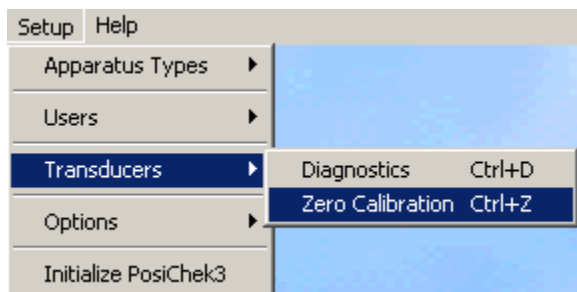 Setup Help
Apparatus Types
Users
Transducers
Diagnostics Ctrl+D
Zero Calibration Ctrl+Z
Options
Initialize PosiChek3